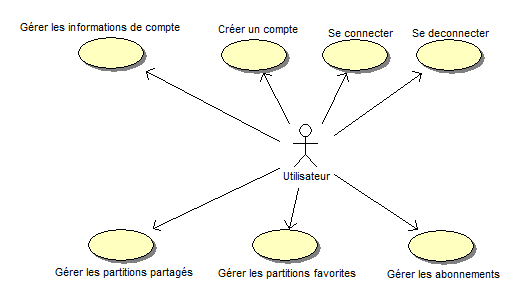 Gérer les informations de compte
Créer un compte
Se connecter
Se deconnecter
Utilisateur
Gérer les partitions partagés
Gérer les partitions favorites
Gérer les abonnements